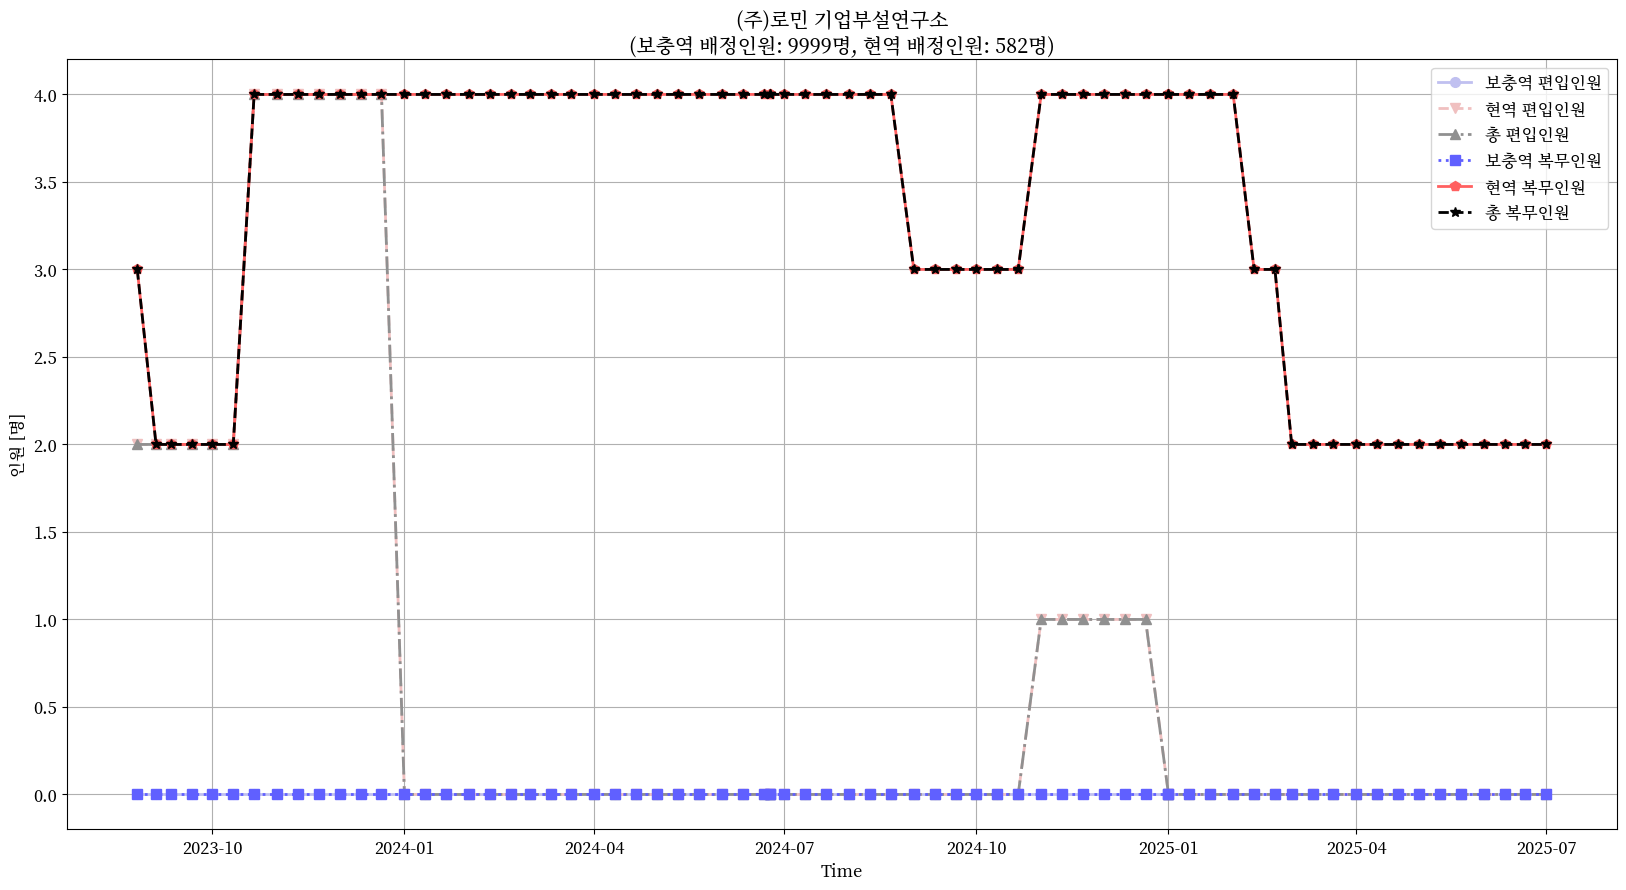 (주)로민 기업부설연구소
(보충역 배정인원: 9999명, 현역 배정인원: 582명)
보충역 편입인원
현역 편입인원
총 편입인원
보충역 복무인원
현역 복무인원
총 복무인원
4.0
3.5
3.0
2.5
2.0
1.5
1.0
0.5
0.0
인원 [명]
2023-10
2024-01
2024-04
2024-07
2024-10
2025-01
2025-04
2025-07
Time